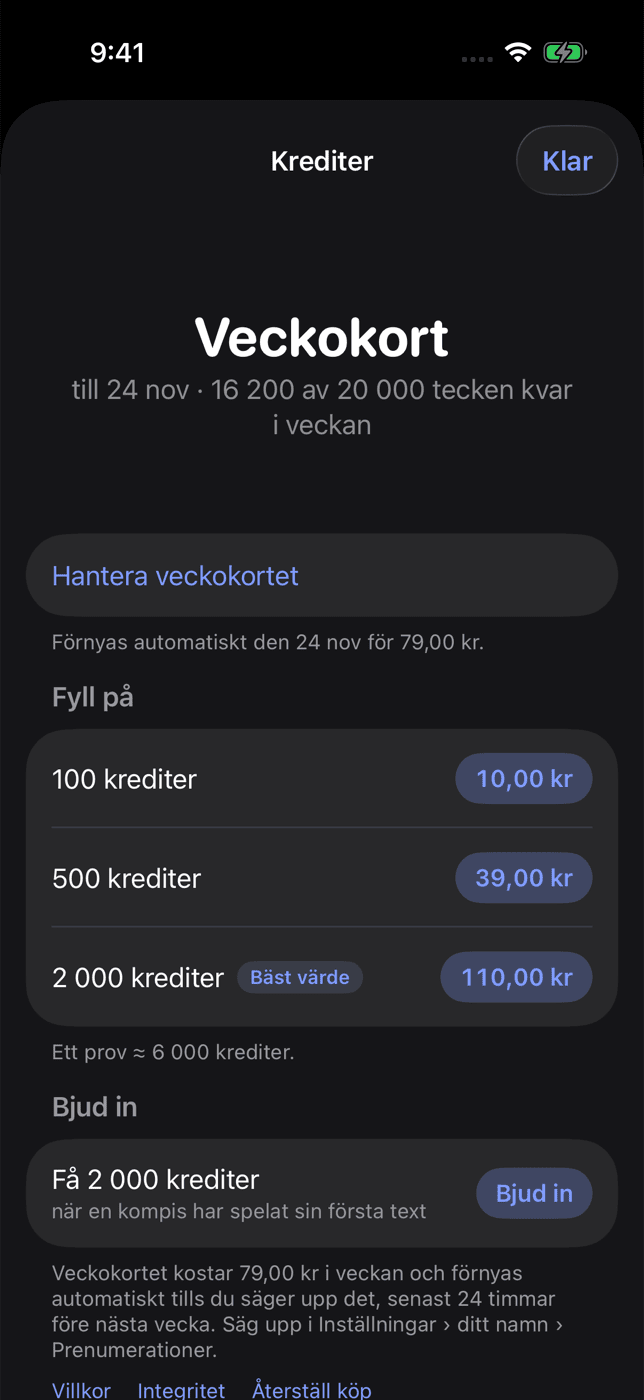 9:41
Krediter
Klar
Veckokort
till 24 nov · 16 200 av 20 000 tecken kvar
i veckan
Hantera veckokortet
Förnyas automatiskt den 24 nov för 79,00 kr.
Fyll på
100 krediter
10,00 kr
500 krediter
39,00 kr
2 000 krediter
Bäst värde
110,00 kr
Ett prov ≈ 6 000 krediter.
Bjud in
Få 2 000 krediter
när en kompis har spelat sin första text
Bjud in
Veckokortet kostar 79,00 kr i veckan och förnyas
automatiskt tills du säger upp det, senast 24 timmar
före nästa vecka. Säg upp i Inställningar › ditt namn ›
Prenumerationer.
Villkor Integritet Återställ köp